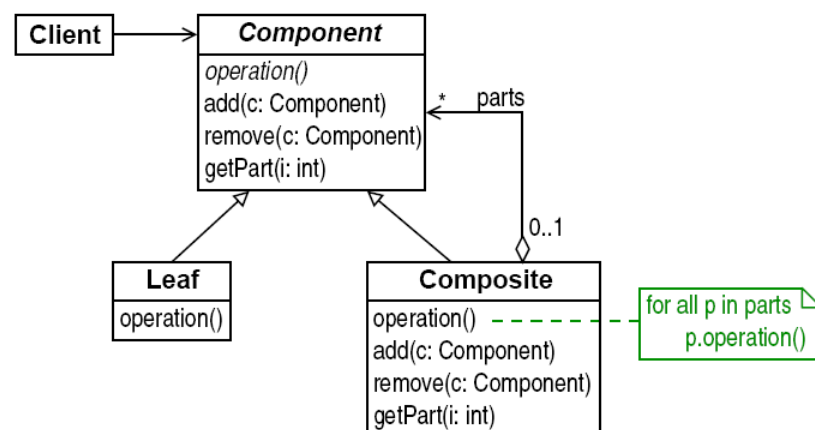 Client
Component
operation()
add(c: Component)
remove(c: Component)
getPart(i: int)
* parts
0..1
Leaf
operation()
Composite
operation()
add(c: Component)
remove(c: Component)
getPart(i: int)
for all p in parts
p.operation()